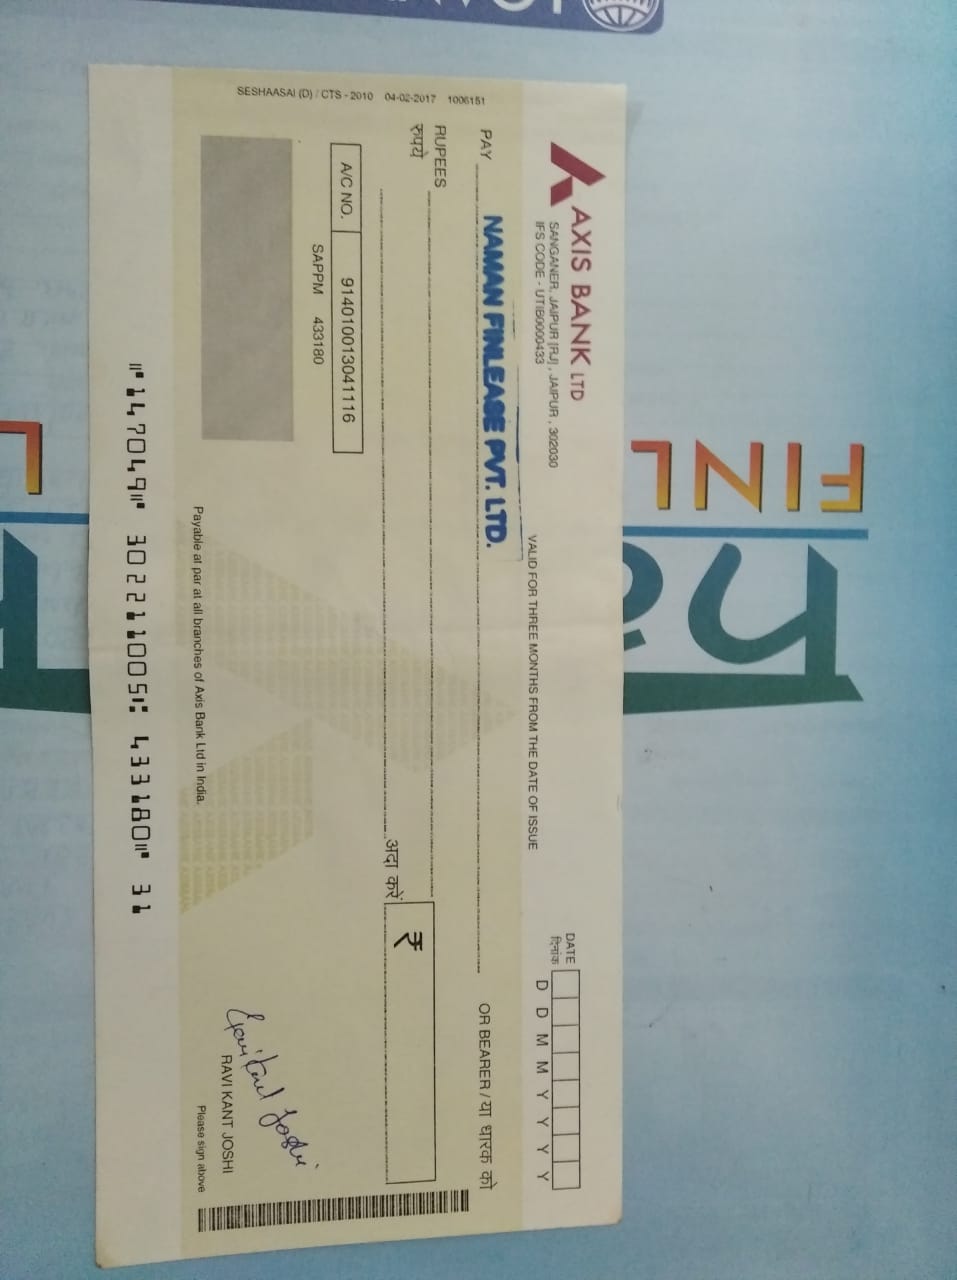 SESHAASAI (D) / CTS - 2010 04-02-2017 1006151
AXIS BANK LTD
SANGANER, JAIPUR [RJ], JAIPUR, 302030
IFS CODE - UTIB0000433
VALID FOR THREE MONTHS FROM THE DATE OF ISSUE
DATE
दिनांक
D D M M Y Y Y Y
PAY NAMAN FINLEASE PVT. LTD. OR BEARER / या धारक को
RUPEES
रुपये
अदा करें
₹
A/C NO. 914010013041116
SAPPM 433180
Ravi Kant Joshi
RAVI KANT JOSHI
Please sign above
Payable at par at all branches of Axis Bank Ltd in India.
⑈147049⑈ 302211005⑆ 433180⑈ 31
FINL